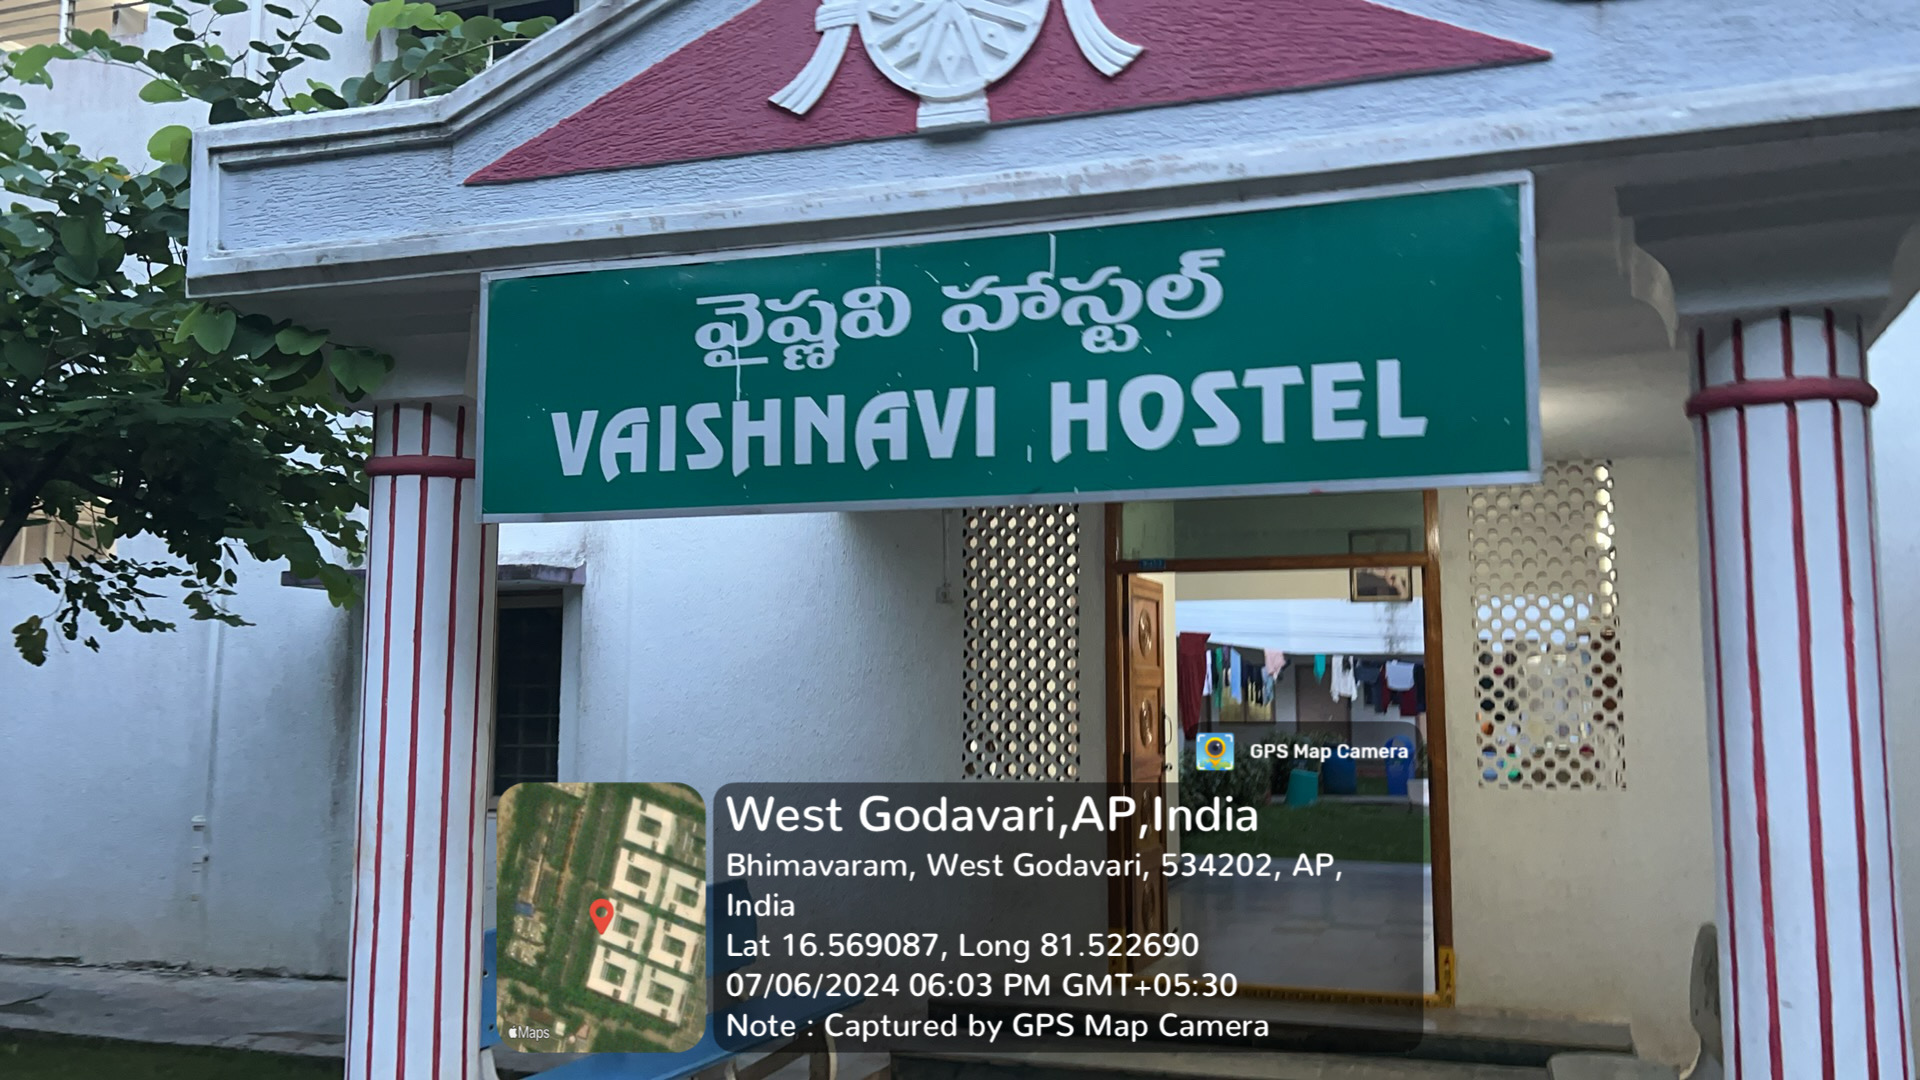 వైష్ణవి హాస్టల్
VAISHNAVI HOSTEL
GPS Map Camera
West Godavari,AP,India
Bhimavaram, West Godavari, 534202, AP,
India
Lat 16.569087, Long 81.522690
07/06/2024 06:03 PM GMT+05:30
Note : Captured by GPS Map Camera
Maps